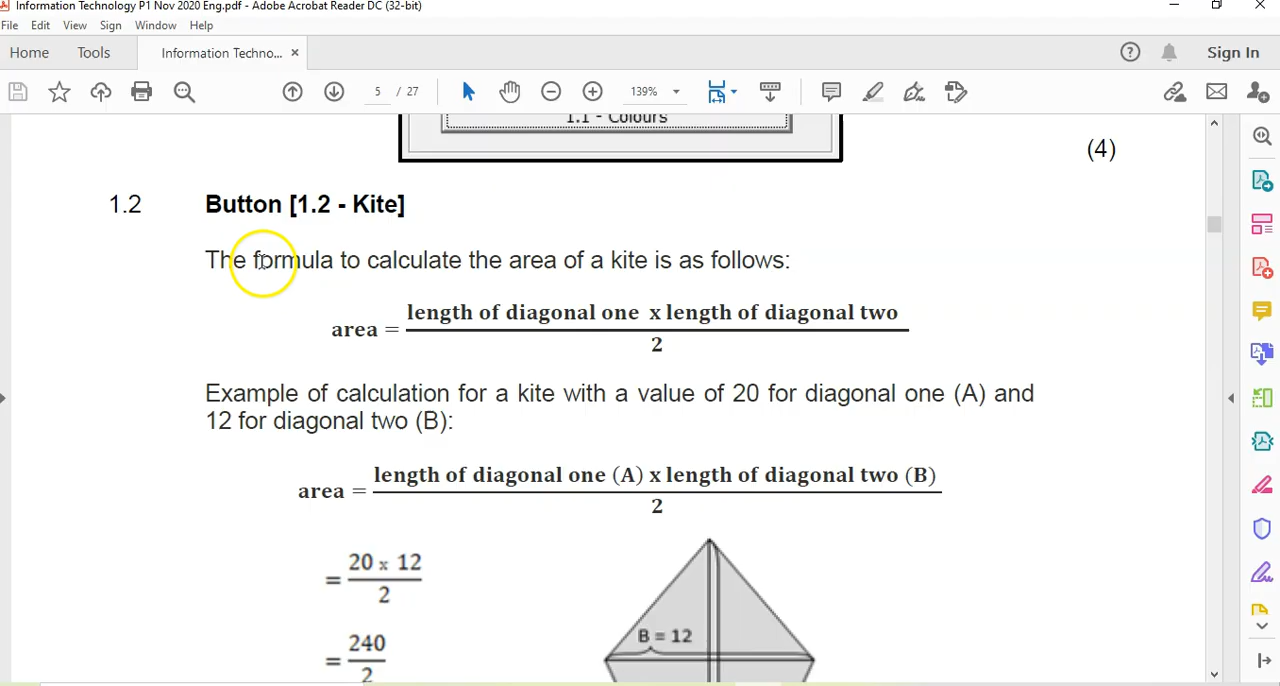 Information Technology P1 Nov 2020 Eng.pdf - Adobe Acrobat Reader DC (32-bit)
File Edit View Sign Window Help
Home Tools Information Techno... × Sign In
5 / 27 139%
1.1 - Colours
(4)
1.2 Button [1.2 - Kite]
The formula to calculate the area of a kite is as follows:
length of diagonal one x length of diagonal two
area =
2
Example of calculation for a kite with a value of 20 for diagonal one (A) and
12 for diagonal two (B):
length of diagonal one (A) x length of diagonal two (B)
area =
2
20 x 12
=
2
B = 12
240
=
2